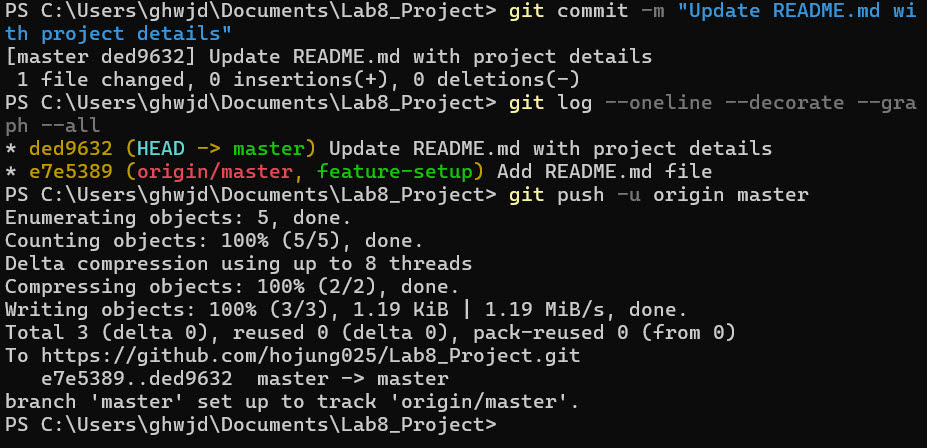 PS C:\Users\ghwjd\Documents\Lab8_Project> git commit -m "Update README.md wi
th project details"
[master ded9632] Update README.md with project details
 1 file changed, 0 insertions(+), 0 deletions(-)
PS C:\Users\ghwjd\Documents\Lab8_Project> git log --oneline --decorate --gra
ph --all
* ded9632 (HEAD -> master) Update README.md with project details
* e7e5389 (origin/master, feature-setup) Add README.md file
PS C:\Users\ghwjd\Documents\Lab8_Project> git push -u origin master
Enumerating objects: 5, done.
Counting objects: 100% (5/5), done.
Delta compression using up to 8 threads
Compressing objects: 100% (2/2), done.
Writing objects: 100% (3/3), 1.19 KiB | 1.19 MiB/s, done.
Total 3 (delta 0), reused 0 (delta 0), pack-reused 0 (from 0)
To https://github.com/hojung025/Lab8_Project.git
   e7e5389..ded9632  master -> master
branch 'master' set up to track 'origin/master'.
PS C:\Users\ghwjd\Documents\Lab8_Project>